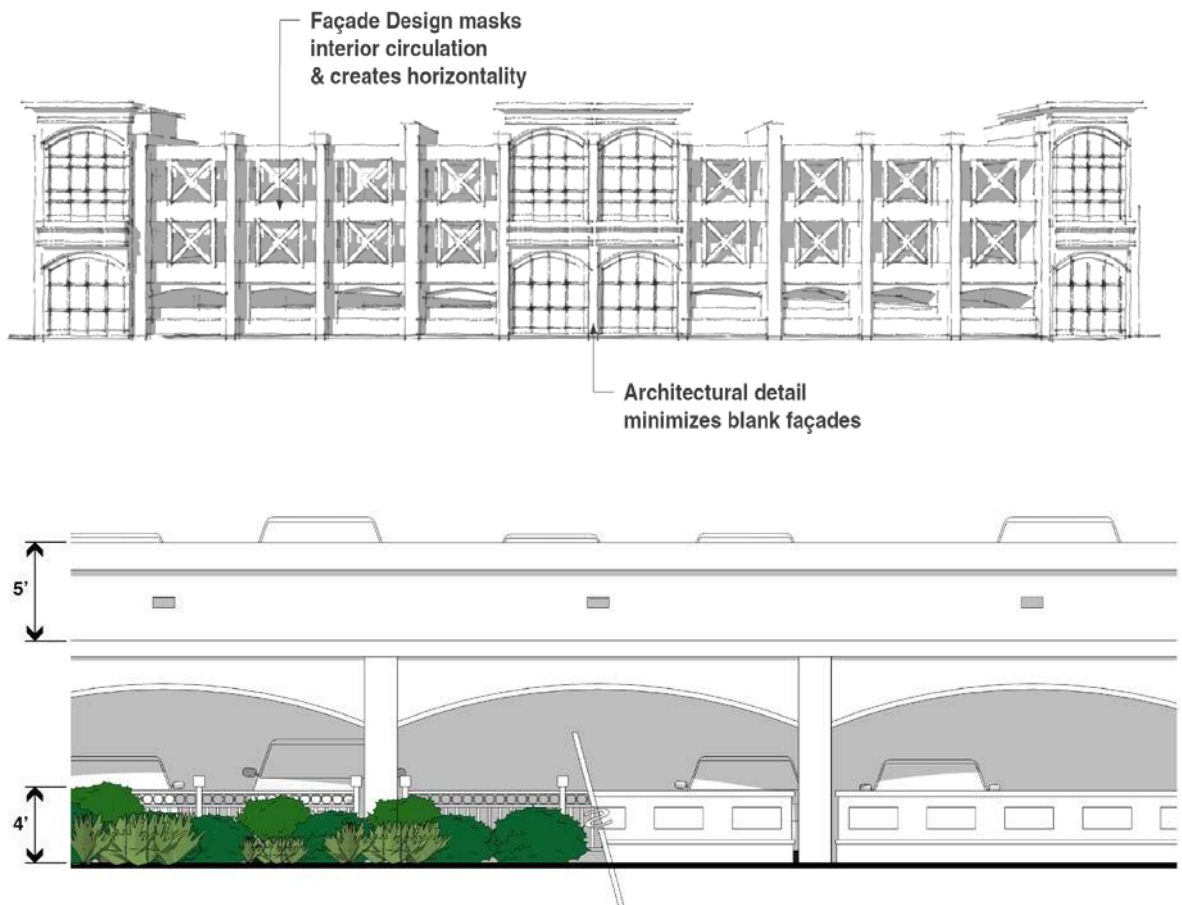 Façade Design masks
interior circulation
& creates horizontality
Architectural detail
minimizes blank façades
5'
4'